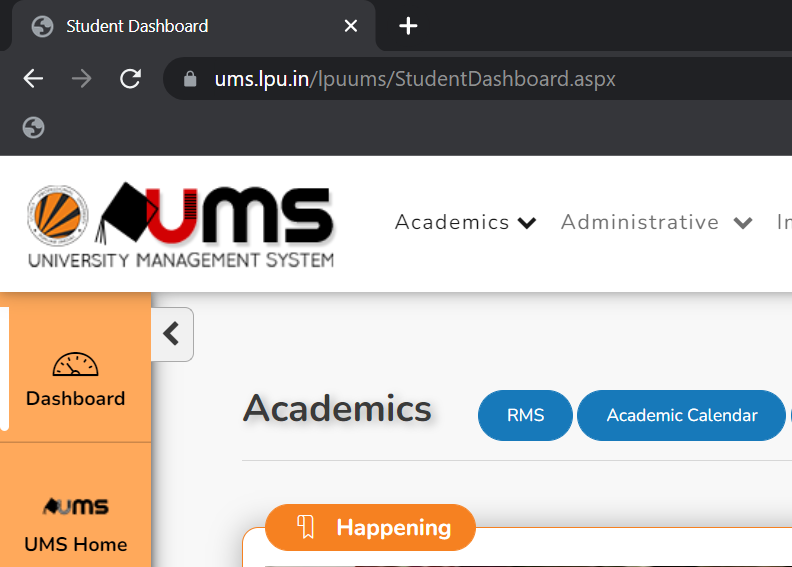 Student Dashboard
ums.lpu.in/lpuums/StudentDashboard.aspx
UMS
UNIVERSITY MANAGEMENT SYSTEM
Academics
Administrative
Dashboard
Academics
RMS
Academic Calendar
Happening
UMS
UMS Home